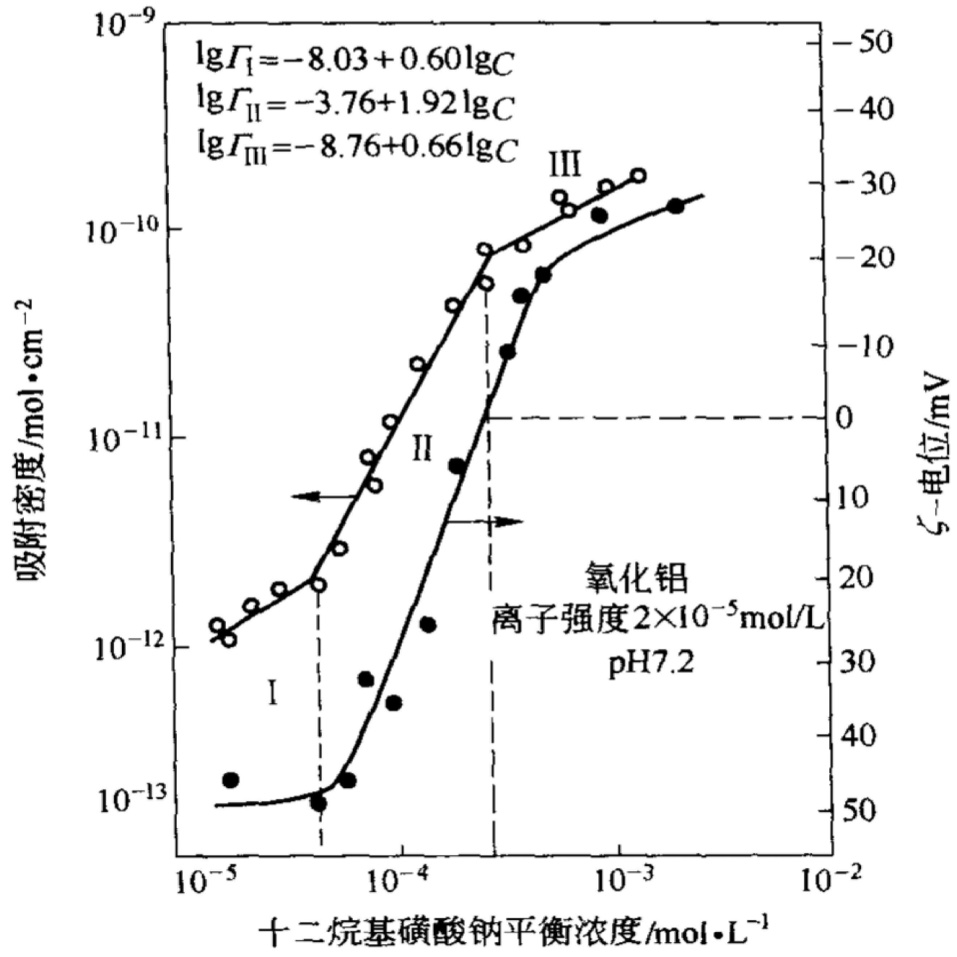 10⁻⁹
10⁻¹⁰
10⁻¹¹
10⁻¹²
10⁻¹³
吸附密度/mol•cm⁻²
lgΓ_I=−8.03+0.60lgC
lgΓ_II=−3.76+1.92lgC
lgΓ_III=−8.76+0.66lgC
III
II
I
氧化铝
离子强度2×10⁻⁵mol/L
pH7.2
−50
−40
−30
−20
−10
0
10
20
30
40
50
ζ-电位/mV
10⁻⁵
10⁻⁴
10⁻³
10⁻²
十二烷基磺酸钠平衡浓度/mol•L⁻¹